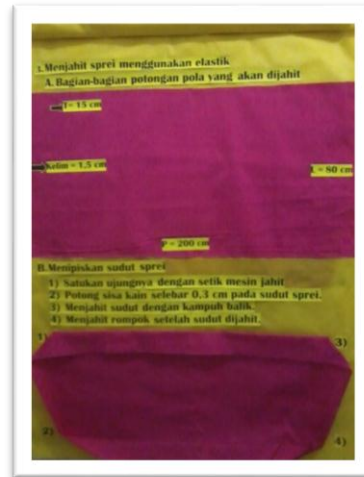 1. Menjahit sprei menggunakan elastik
A. Bagian-bagian potongan pola yang akan dijahit
T= 15 cm
Kelim = 1,5 cm
L = 80 cm
P = 200 cm
B. Menipiskan sudut sprei
1) Satukan ujungnya dengan setik mesin jahit
2) Potong sisa kain selebar 0,3 cm pada sudut sprei.
3) Menjahit sudut dengan kampuh balik
4) Menjahit rompok setelah sudut dijahit.
1)
3)
2)
4)